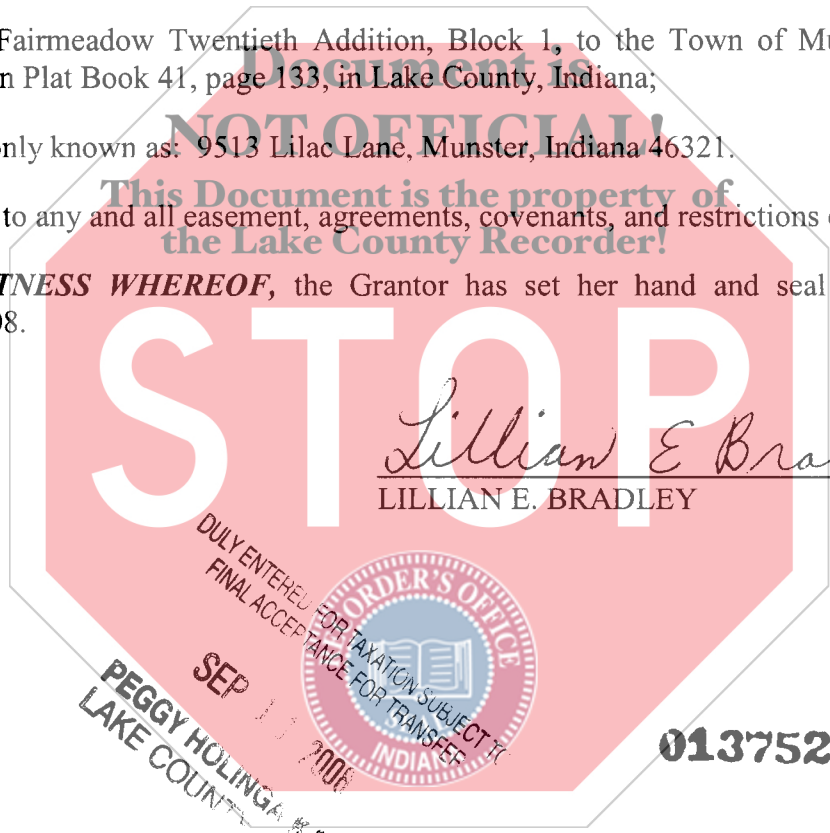 Fairmeadow Twentieth Addition, Block 1, to the Town of Mu
n Plat Book 41, page 133, in Lake County, Indiana;
Document is
NOT OFFICIAL!
nly known as: 9513 Lilac Lane, Munster, Indiana 46321.
This Document is the property of
the Lake County Recorder!
to any and all easement, agreements, covenants, and restrictions
TNESS WHEREOF, the Grantor has set her hand and seal
08.
STOP
Lillian E Bra
LILLIAN E. BRADLEY
DULY ENTERED FOR TAXATION SUBJECT TO
FINAL ACCEPTANCE FOR TRANSFER
SEP
PEGGY HOLINGA
LAKE COUNTY
ORDER'S OFFICE
INDIANA
013752